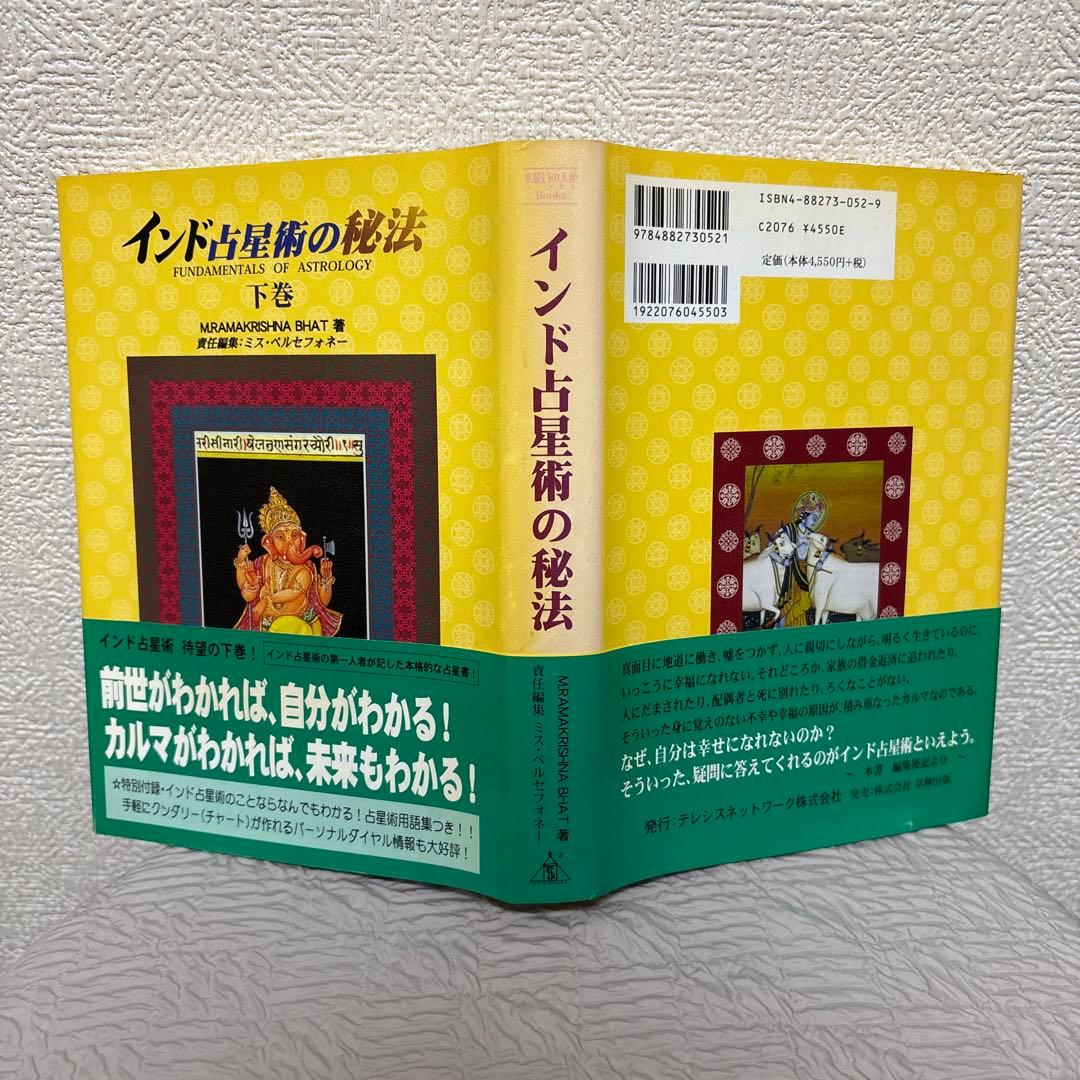 インド占星術の秘法
FUNDAMENTALS OF ASTROLOGY
下巻
M.RAMAKRISHNA BHAT 著
責任編集：ミス・ペルセフォネー
インド占星術 待望の下巻！
インド占星術の第一人者が記した本格的な占星書！
前世がわかれば、自分がわかる！
カルマがわかれば、未来もわかる！
☆特別付録・インド占星術のことならなんでもわかる！占星術用語集つき！！
手軽にクンダリー（チャート）が作れるパーソナルダイヤル情報も大好評！
Books
インド占星術の秘法
M.RAMAKRISHNA BHAT 著
責任編集 ミス・ペルセフォネー
9784882730521
1922076045503
ISBN4-88273-052-9
C2076 ¥4550E
定価（本体4,550円+税）
真面目に地道に働き、嘘をつかず、人に親切にしながら、明るく生きているのに、
いっこうに幸福になれない。それどころか、家族の借金返済に追われたり、
人にだまされたり、配偶者と死に別れたり、ろくなことがない。
そういった身に覚えのない不幸や幸福の原因が、積み重なったカルマなのである。
なぜ、自分は幸せになれないのか？
そういった、疑問に答えてくれるのがインド占星術といえよう。
～ 本書 編集後記より ～
発行：テレシスネットワーク株式会社
発売：株式会社 草輝出版